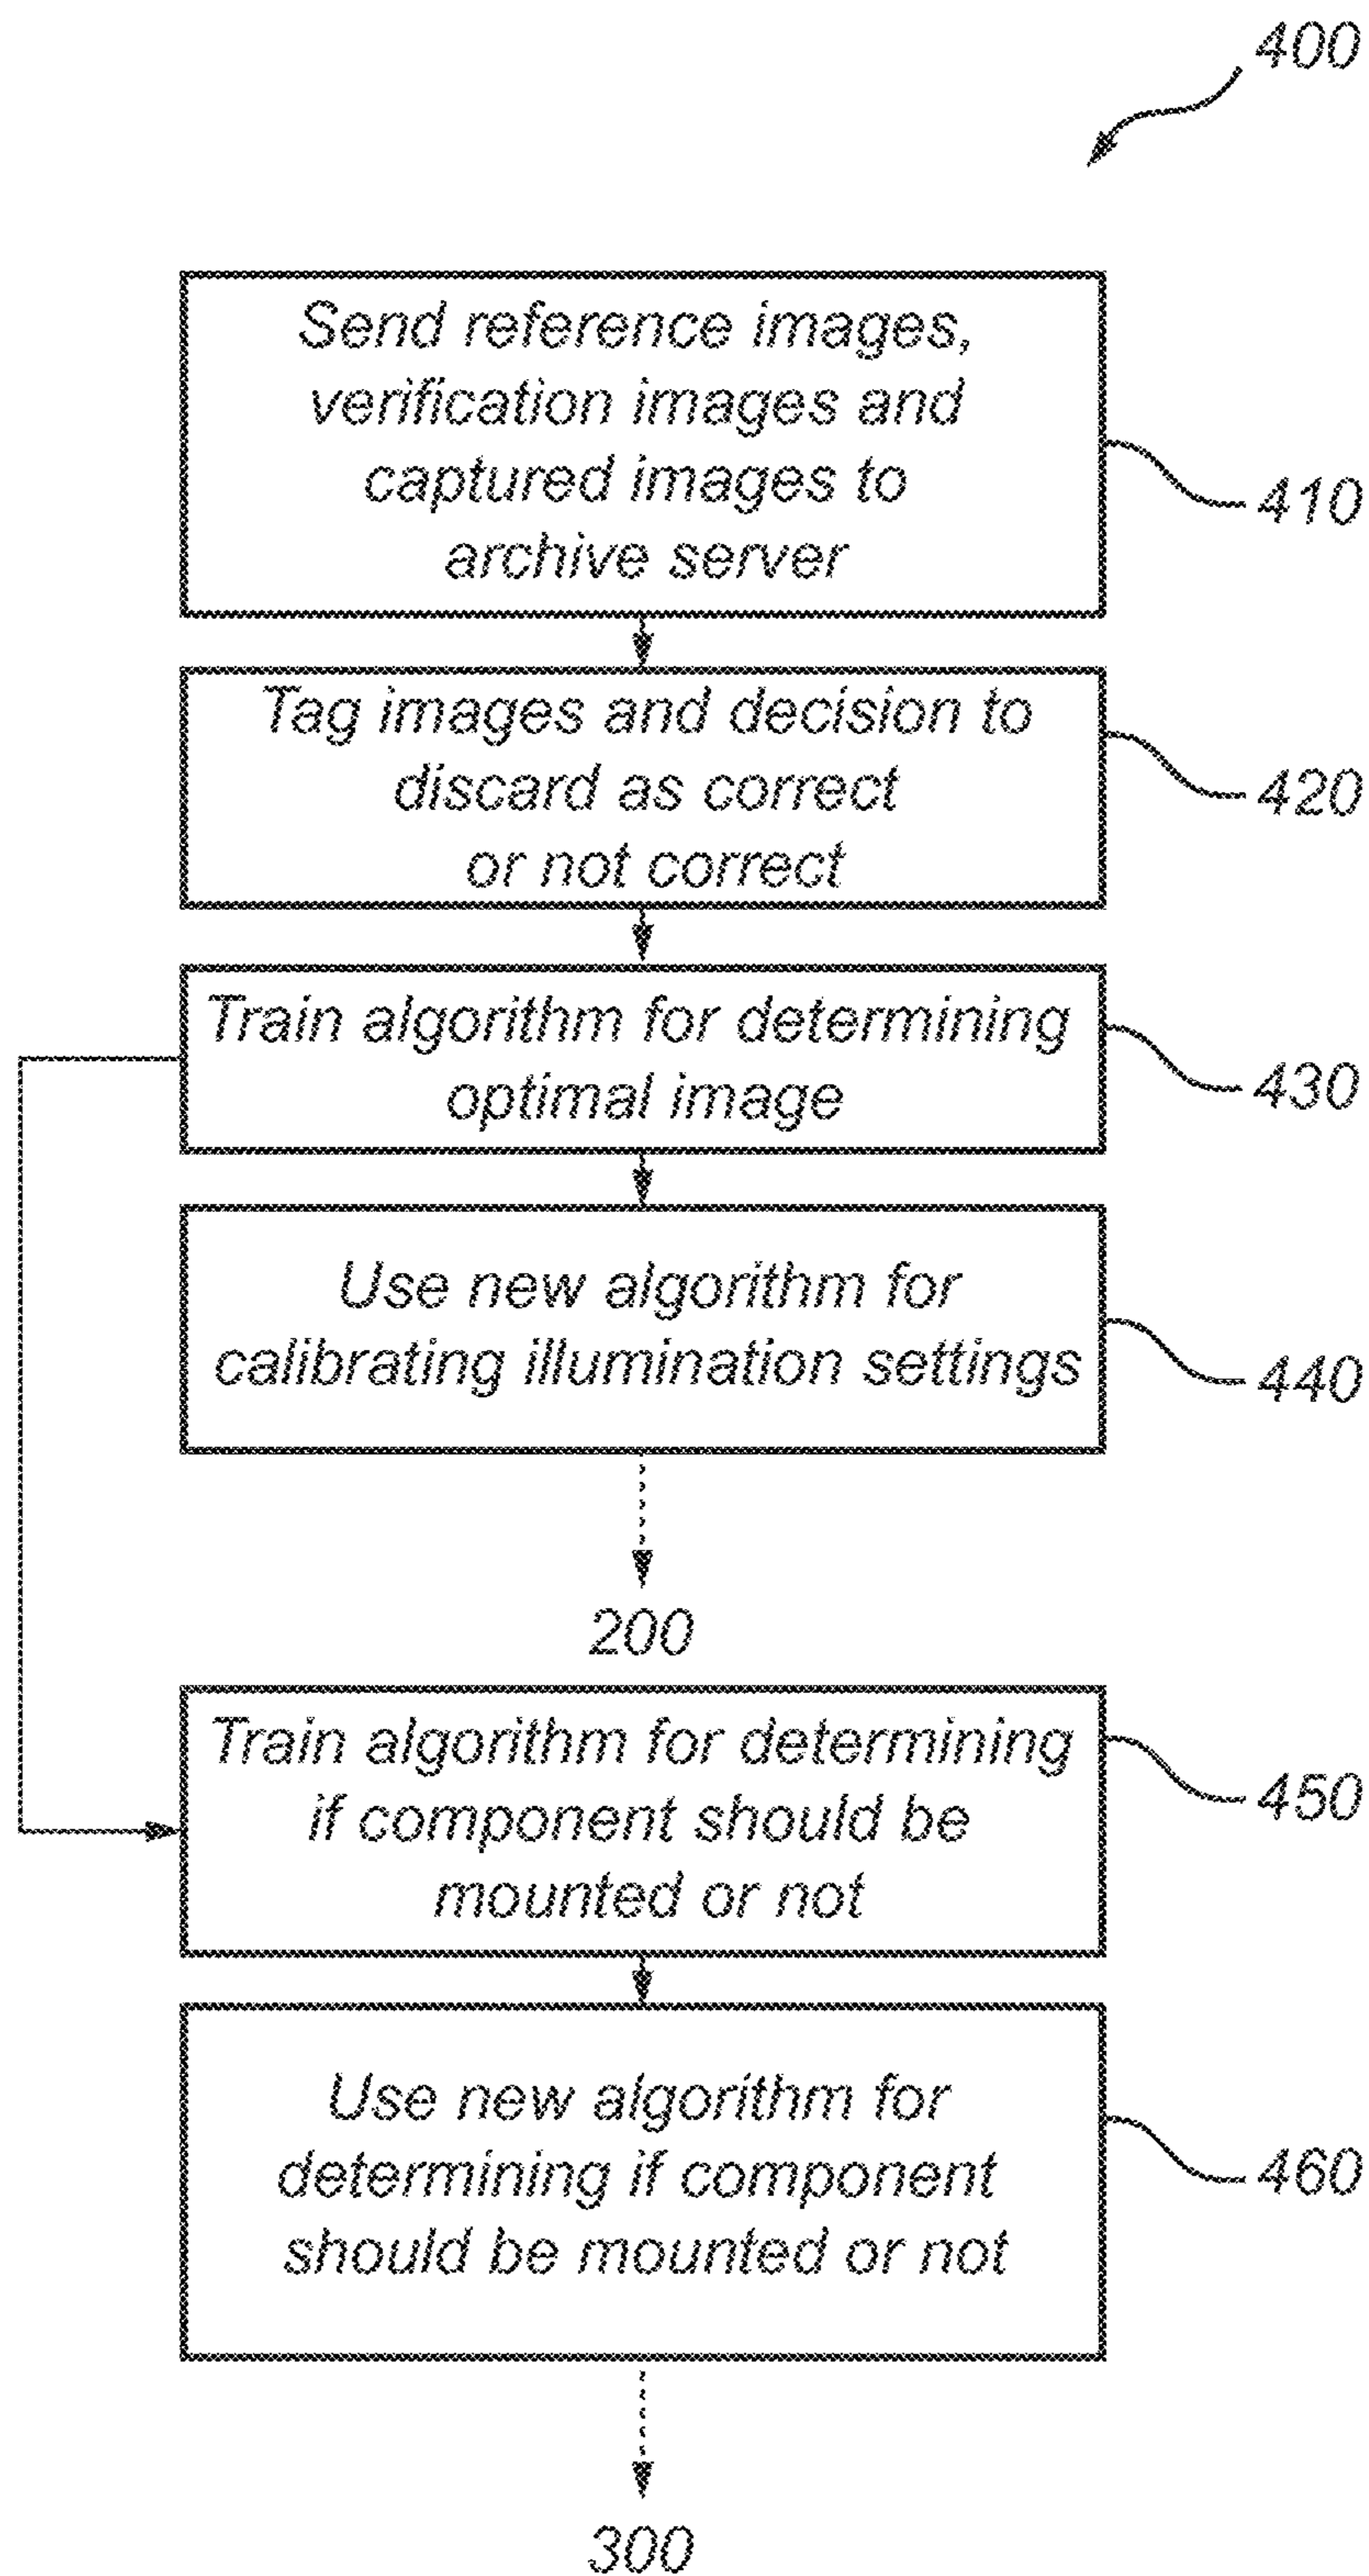 400
Send reference images,
verification images and
captured images to
archive server
410
Tag images and decision to
discard as correct
or not correct
420
Train algorithm for determining
optimal image
430
Use new algorithm for
calibrating illumination settings
440
200
Train algorithm for determining
if component should be
mounted or not
450
Use new algorithm for
determining if component
should be mounted or not
460
300